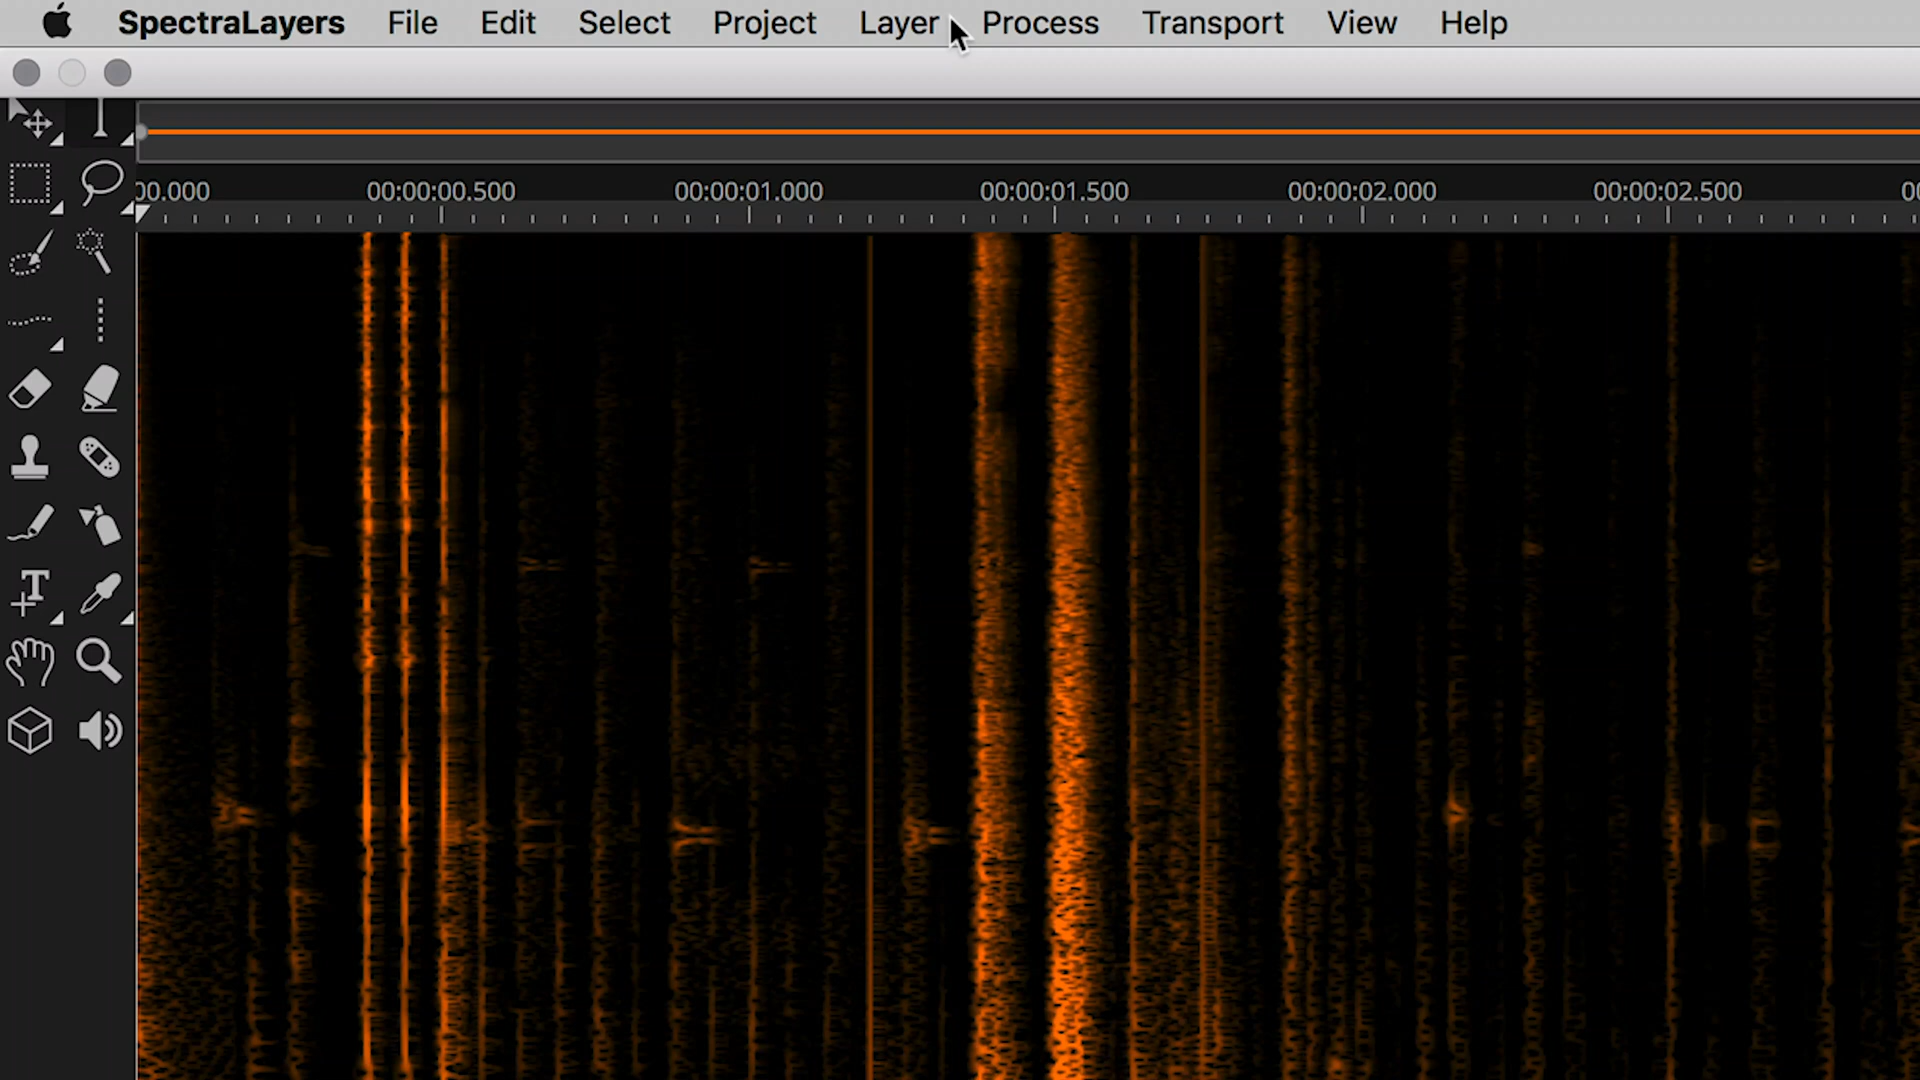 SpectraLayers File Edit Select Project Layer Process Transport View Help
00.000 00:00:00.500 00:00:01.000 00:00:01.500 00:00:02.000 00:00:02.500